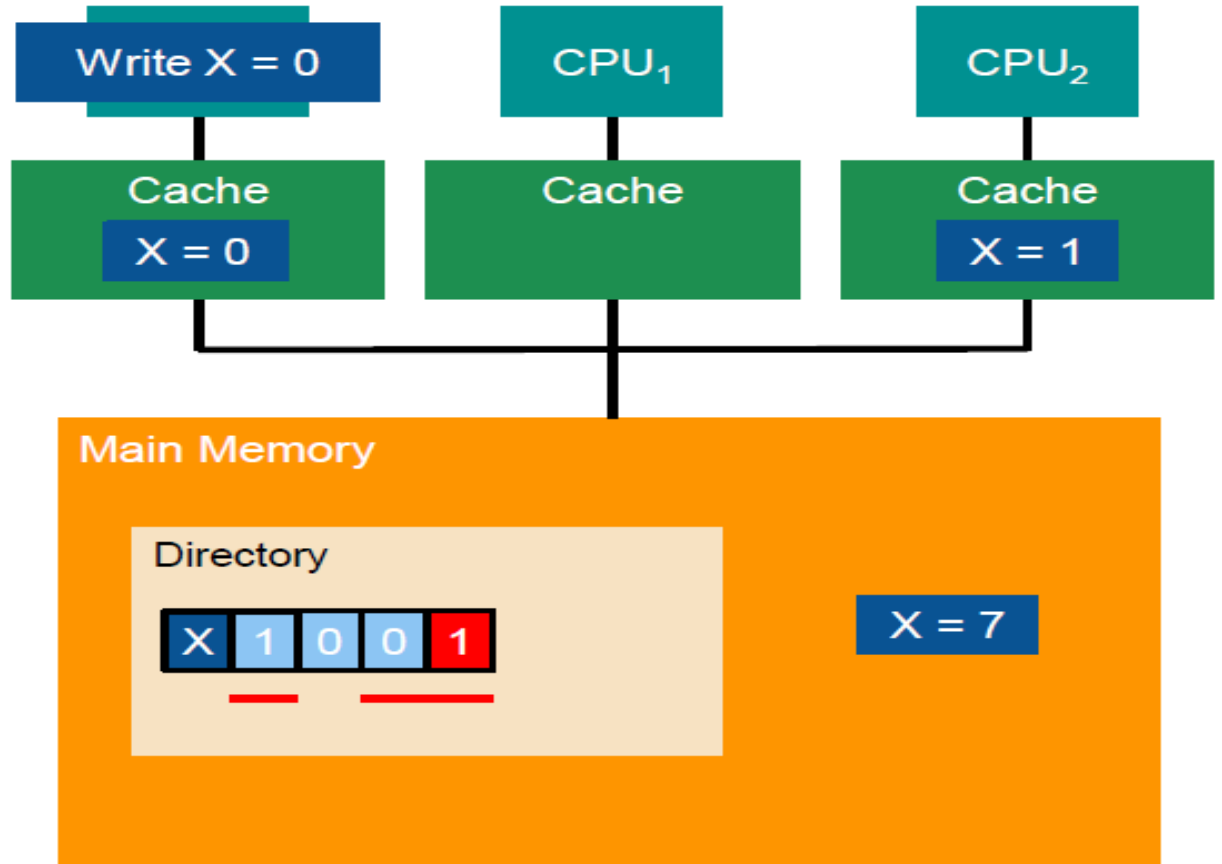 Write X = 0
CPU₁
CPU₂
Cache
Cache
Cache
X = 0
X = 1
Main Memory
Directory
X 1 0 0 1
X = 7